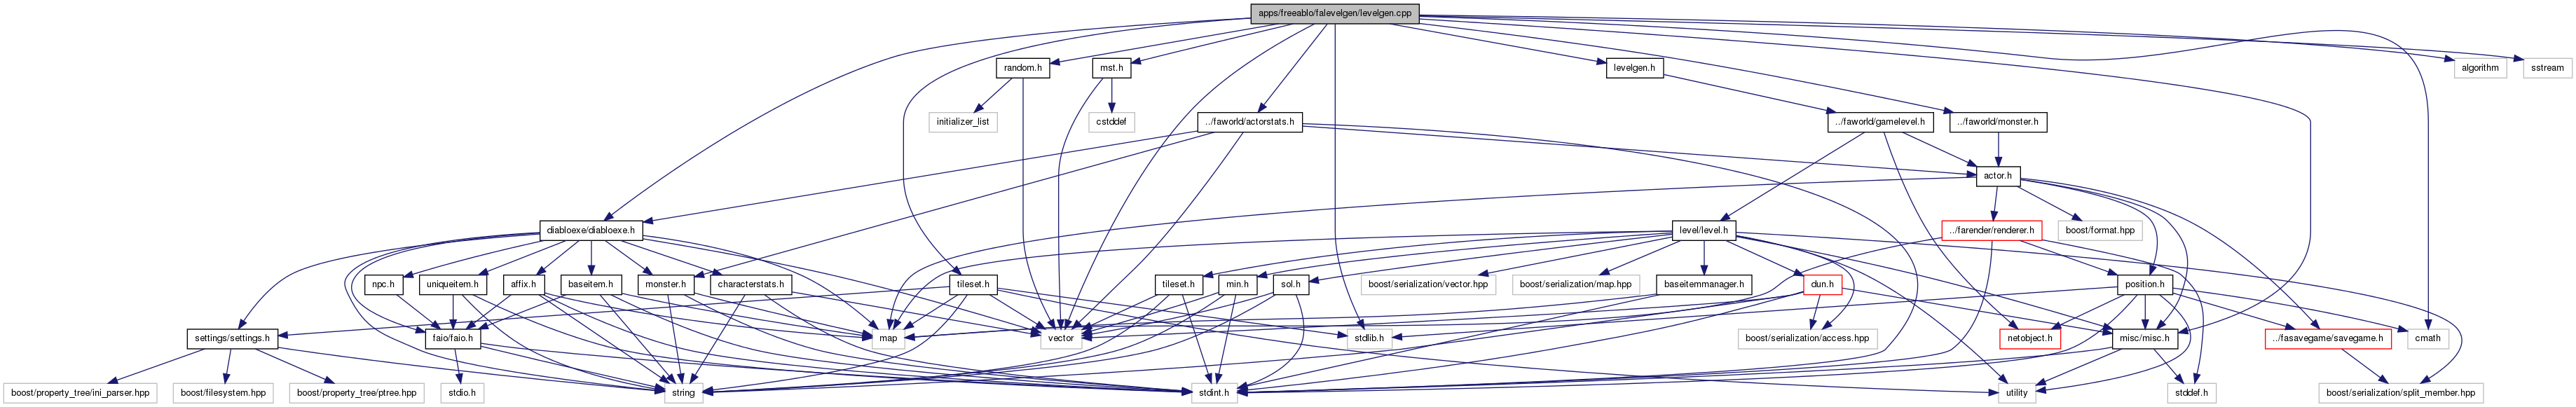 apps/freeablo/falevelgen/levelgen.cpp
random.h
mst.h
levelgen.h
algorithm
sstream
initializer_list
cstddef
../faworld/actorstats.h
../faworld/gamelevel.h
../faworld/monster.h
actor.h
diabloexe/diabloexe.h
level/level.h
../farender/renderer.h
boost/format.hpp
npc.h
uniqueitem.h
affix.h
baseitem.h
monster.h
characterstats.h
tileset.h
tileset.h
min.h
sol.h
boost/serialization/vector.hpp
boost/serialization/map.hpp
baseitemmanager.h
dun.h
position.h
settings/settings.h
faio/faio.h
map
vector
stdlib.h
boost/serialization/access.hpp
netobject.h
misc/misc.h
../fasavegame/savegame.h
cmath
boost/property_tree/ini_parser.hpp
boost/filesystem.hpp
boost/property_tree/ptree.hpp
stdio.h
string
stdint.h
utility
stddef.h
boost/serialization/split_member.hpp